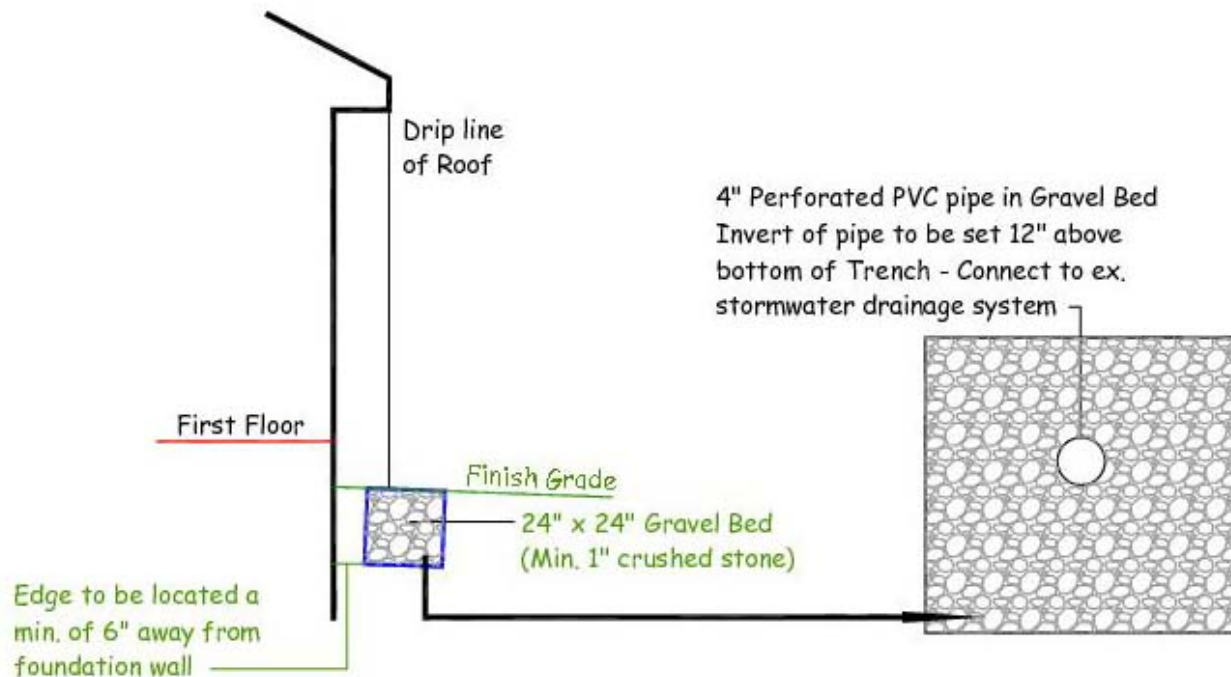 Drip line
of Roof
4" Perforated PVC pipe in Gravel Bed
Invert of pipe to be set 12" above
bottom of Trench - Connect to ex.
stormwater drainage system
First Floor
Finish Grade
24" x 24" Gravel Bed
(Min. 1" crushed stone)
Edge to be located a
min. of 6" away from
foundation wall